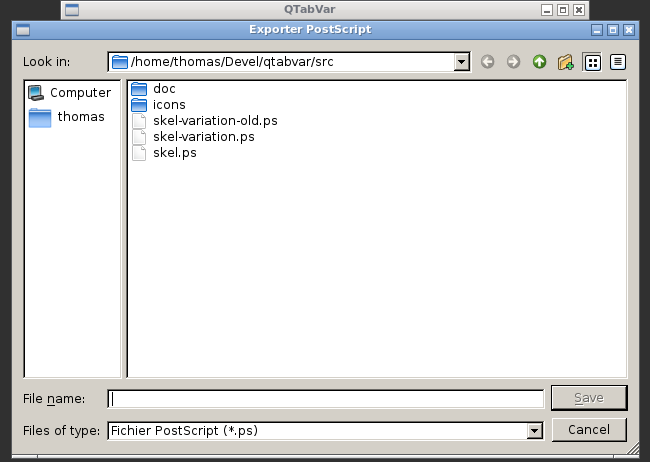 QTabVar
Exporter PostScript
Look in: /home/thomas/Devel/qtabvar/src
Computer
thomas
doc
icons
skel-variation-old.ps
skel-variation.ps
skel.ps
File name: Save
Files of type: Fichier PostScript (*.ps) Cancel